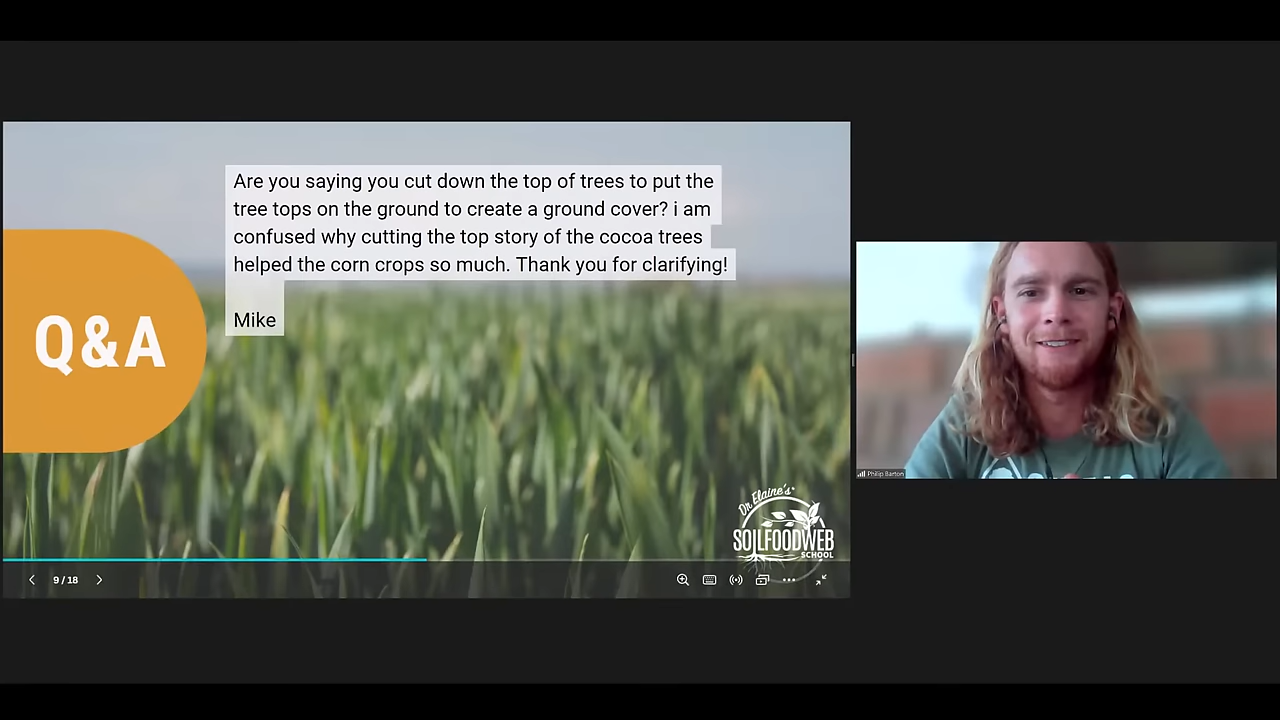 Are you saying you cut down the top of trees to put the
tree tops on the ground to create a ground cover? i am
confused why cutting the top story of the cocoa trees
helped the corn crops so much. Thank you for clarifying!
Mike
Q&A
Dr Elaine's
SOILFOODWEB
SCHOOL
9 / 18
Philip Barton